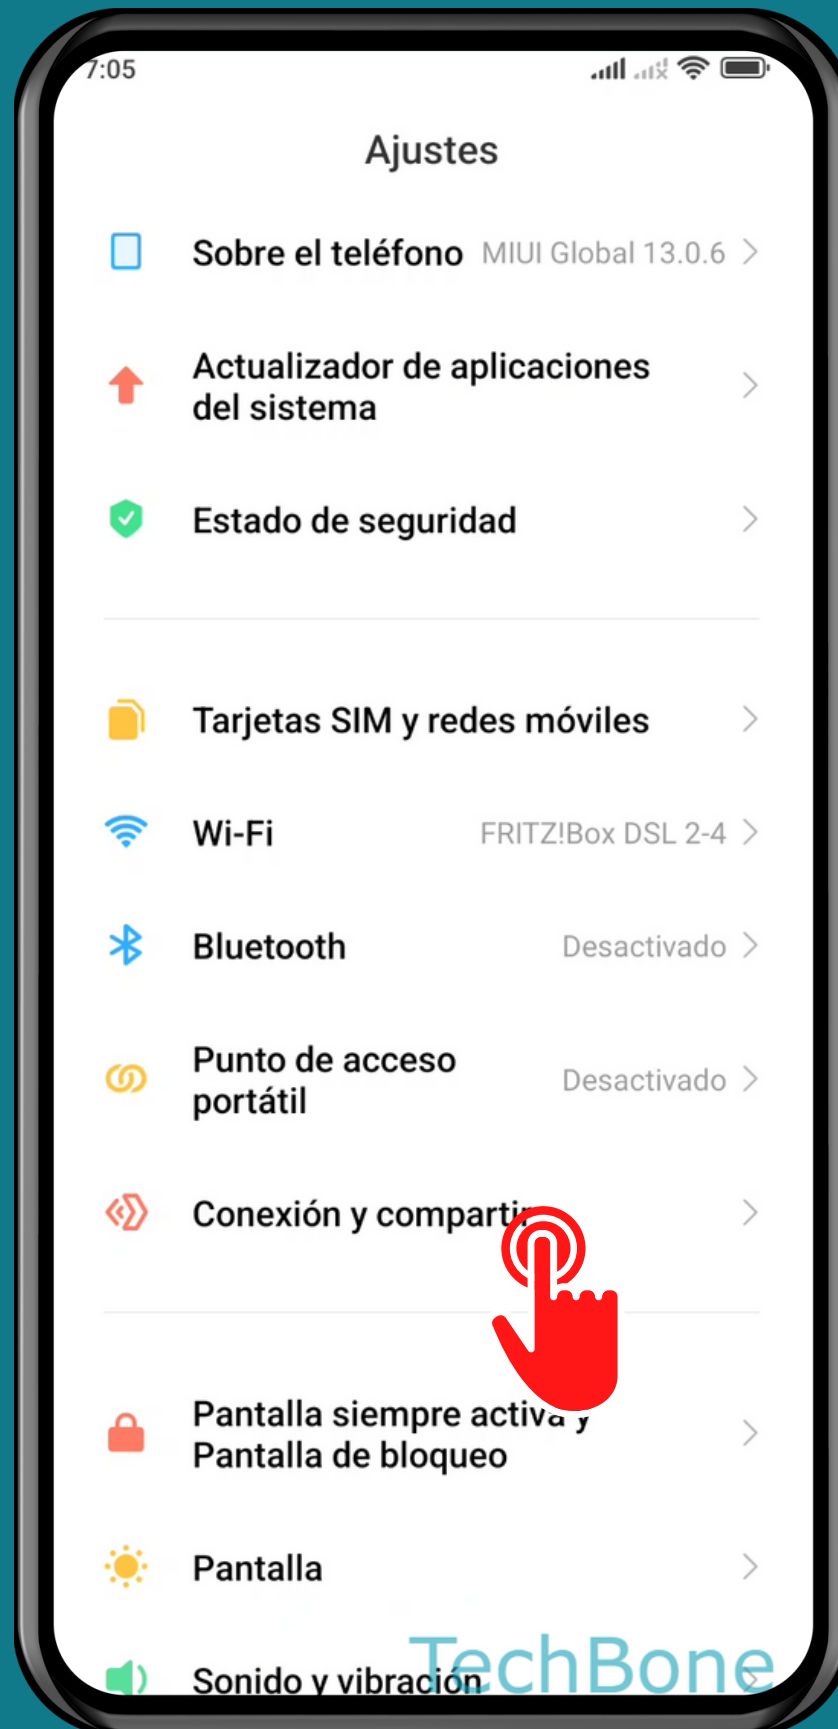 7:05
Ajustes
Sobre el teléfono MIUI Global 13.0.6
Actualizador de aplicaciones
del sistema
Estado de seguridad
Tarjetas SIM y redes móviles
Wi-Fi FRITZ!Box DSL 2-4
Bluetooth Desactivado
Punto de acceso
portátil Desactivado
Conexión y compartir
Pantalla siempre activa y
Pantalla de bloqueo
Pantalla
Sonido y vibración
TechBone